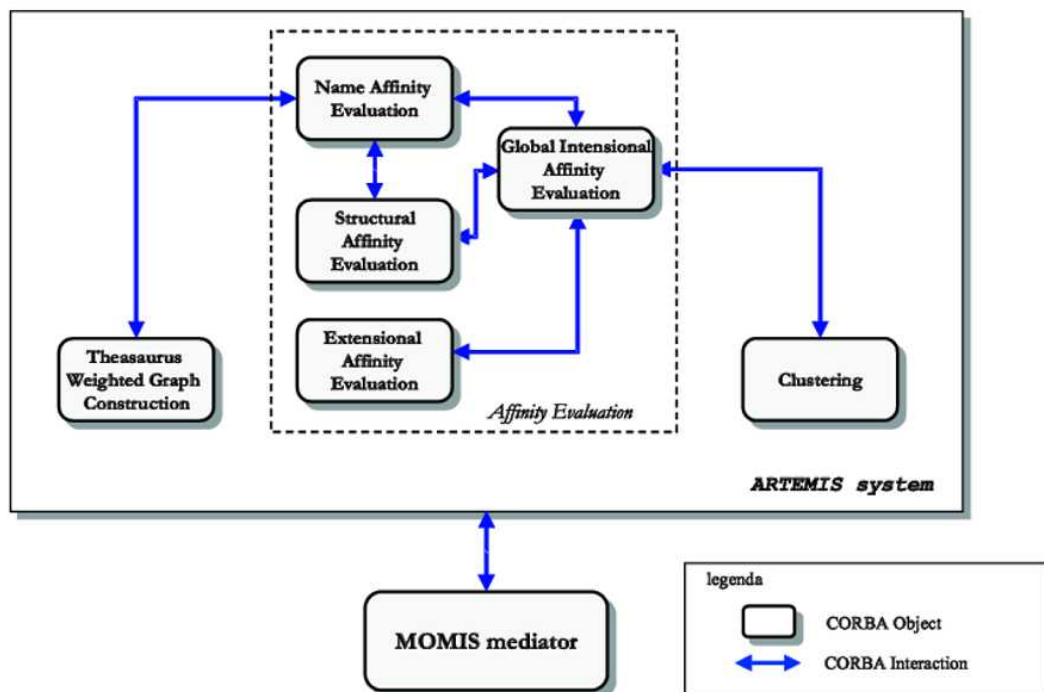 Name Affinity
Evaluation
Global Intensional
Affinity
Evaluation
Structural
Affinity
Evaluation
Extensional
Affinity
Evaluation
Theasaurus
Weighted Graph
Construction
Clustering
Affinity Evaluation
ARTEMIS system
MOMIS mediator
legenda
CORBA Object
CORBA Interaction